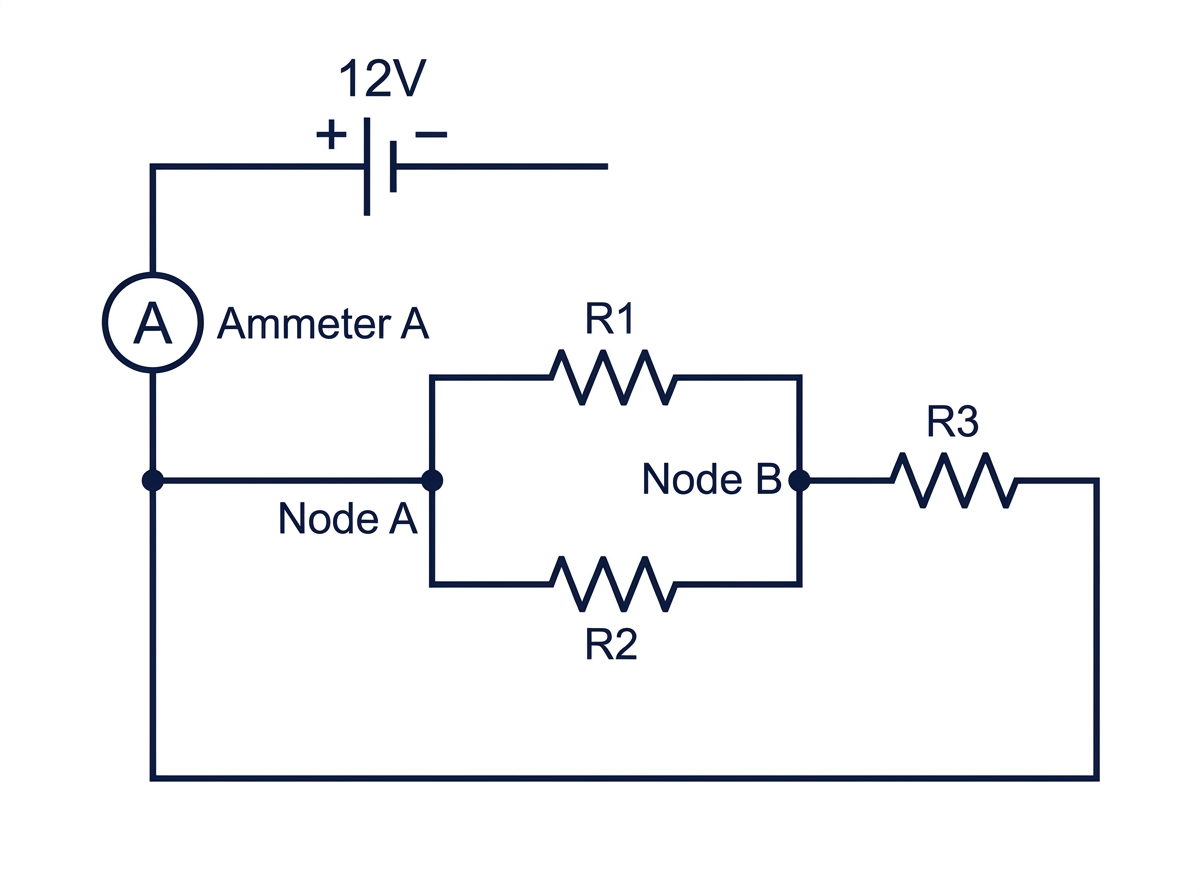 12V
+ −
A Ammeter A
R1
R3
Node B
Node A
R2